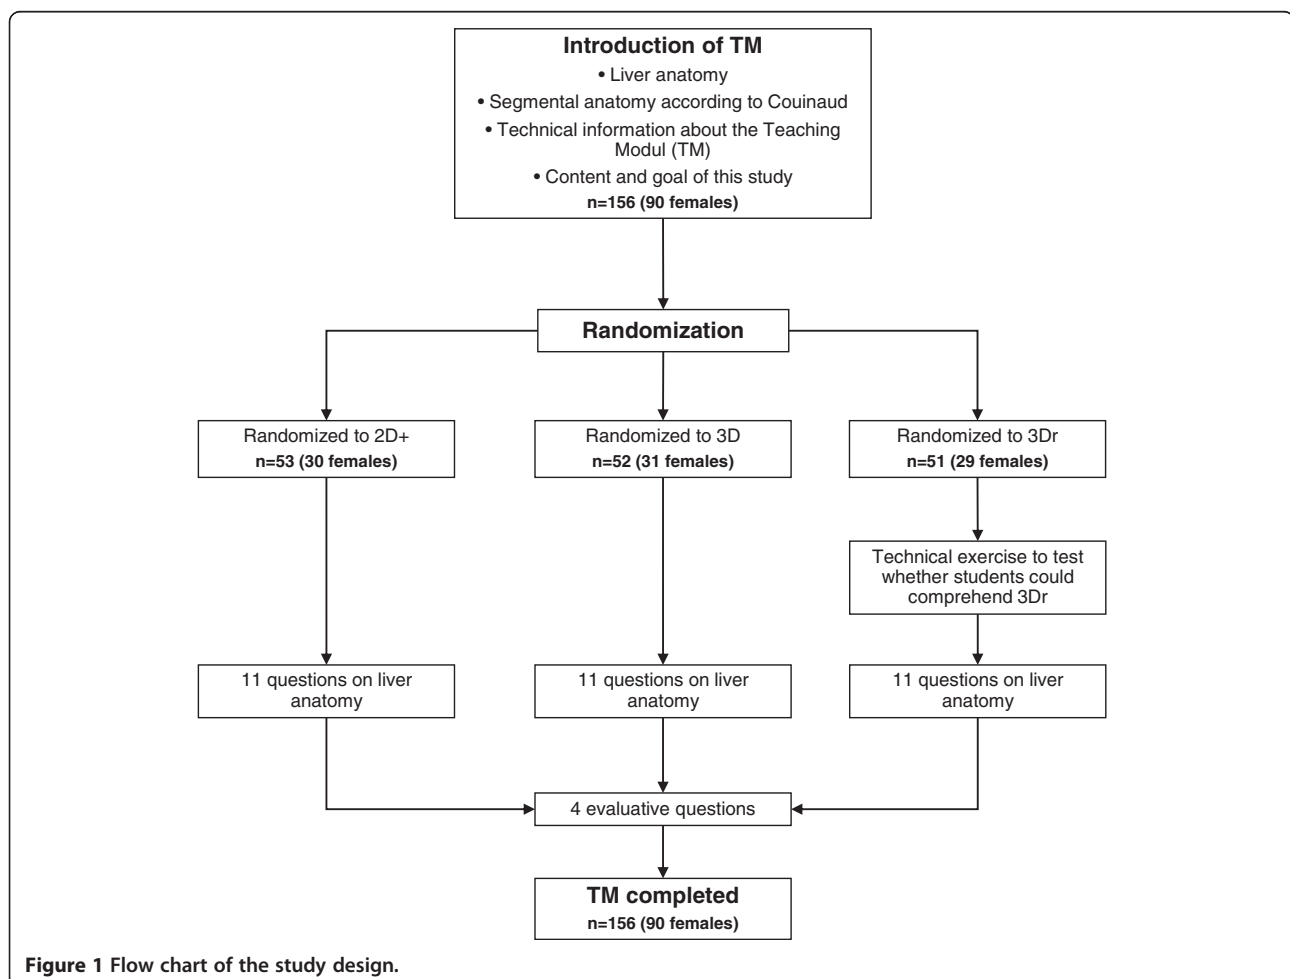 Introduction of TM
• Liver anatomy
• Segmental anatomy according to Couinaud
• Technical information about the Teaching
Modul (TM)
• Content and goal of this study
n=156 (90 females)
Randomization
Randomized to 2D+
n=53 (30 females)
Randomized to 3D
n=52 (31 females)
Randomized to 3Dr
n=51 (29 females)
Technical exercise to test
whether students could
comprehend 3Dr
11 questions on liver
anatomy
11 questions on liver
anatomy
11 questions on liver
anatomy
4 evaluative questions
TM completed
n=156 (90 females)
Figure 1 Flow chart of the study design.